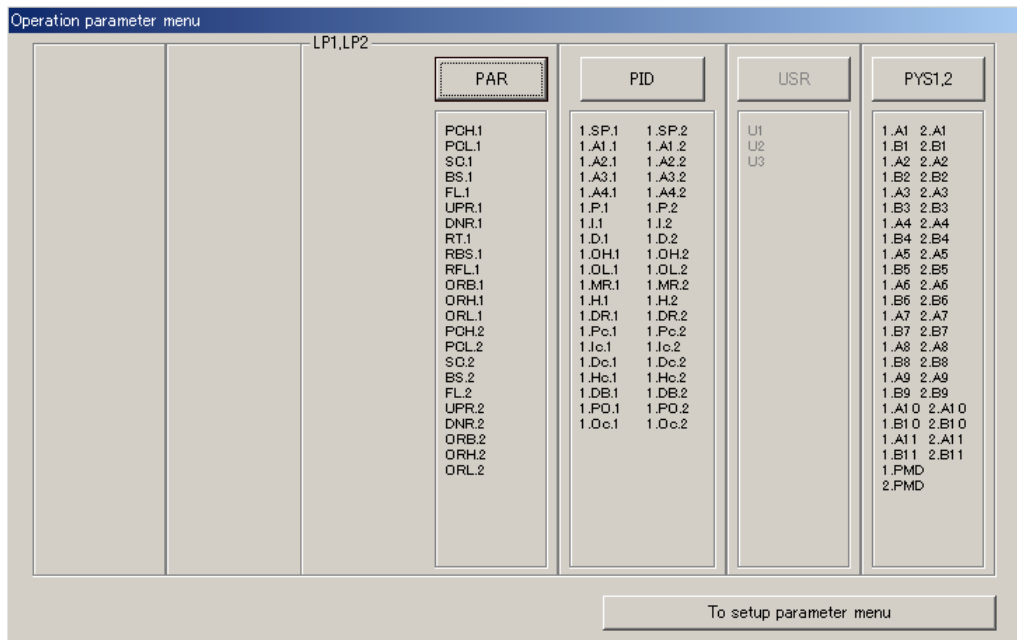 Operation parameter menu
LP1,LP2
PAR
PCH.1
PCL.1
SC.1
BS.1
FL.1
UPR.1
DNR.1
RT.1
RBS.1
RFL.1
ORB.1
ORH.1
ORL.1
PCH.2
PCL.2
SC.2
BS.2
FL.2
UPR.2
DNR.2
ORB.2
ORH.2
ORL.2
PID
1.SP.1 1.SP.2
1.A1.1 1.A1.2
1.A2.1 1.A2.2
1.A3.1 1.A3.2
1.A4.1 1.A4.2
1.P.1 1.P.2
1.I.1 1.I.2
1.D.1 1.D.2
1.OH.1 1.OH.2
1.OL.1 1.OL.2
1.MR.1 1.MR.2
1.H.1 1.H.2
1.DR.1 1.DR.2
1.Pc.1 1.Pc.2
1.Ic.1 1.Ic.2
1.Dc.1 1.Dc.2
1.Hc.1 1.Hc.2
1.DB.1 1.DB.2
1.PO.1 1.PO.2
1.Oc.1 1.Oc.2
USR
U1
U2
U3
PYS1,2
1.A1 2.A1
1.B1 2.B1
1.A2 2.A2
1.B2 2.B2
1.A3 2.A3
1.B3 2.B3
1.A4 2.A4
1.B4 2.B4
1.A5 2.A5
1.B5 2.B5
1.A6 2.A6
1.B6 2.B6
1.A7 2.A7
1.B7 2.B7
1.A8 2.A8
1.B8 2.B8
1.A9 2.A9
1.B9 2.B9
1.A10 2.A10
1.B10 2.B10
1.A11 2.A11
1.B11 2.B11
1.PMD
2.PMD
To setup parameter menu